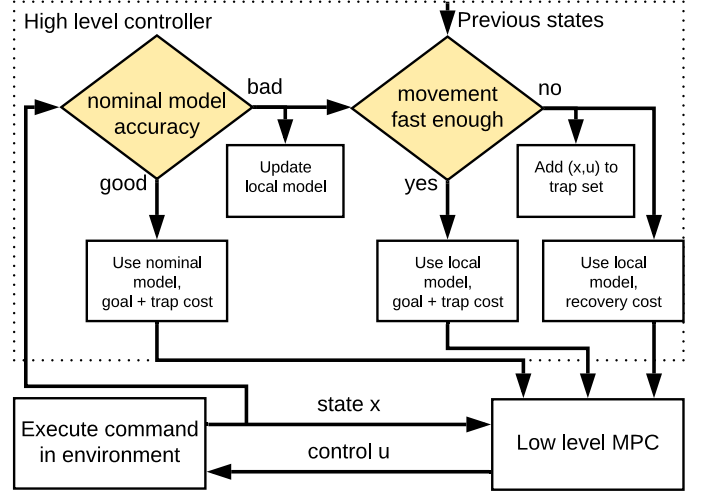 High level controller
Previous states
nominal model
accuracy
bad
movement
fast enough
no
Update
local model
Add (x,u) to
trap set
good
yes
Use nominal
model,
goal + trap cost
Use local
model,
goal + trap cost
Use local
model,
recovery cost
Execute command
in environment
state x
control u
Low level MPC